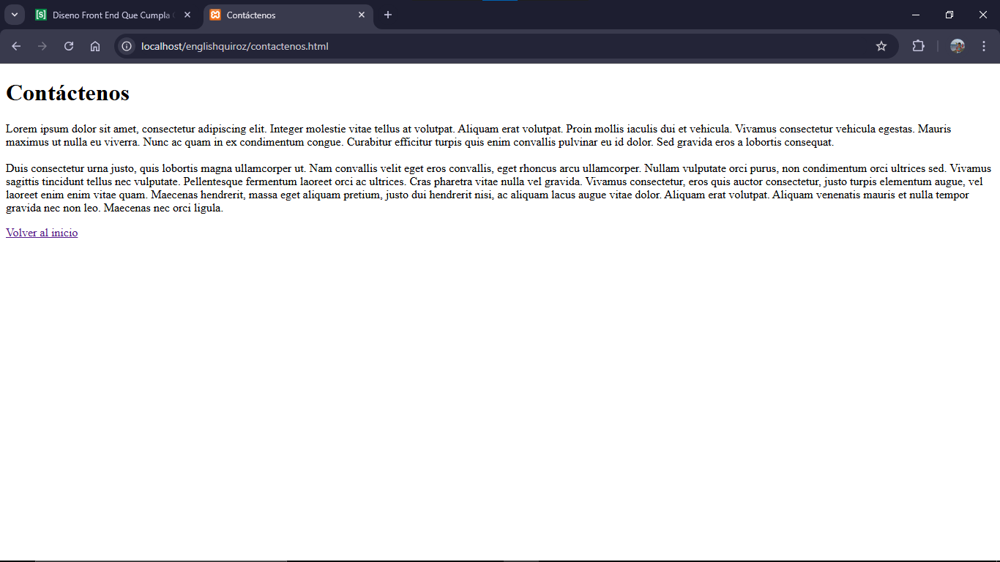 Diseno Front End Que Cumpla
Contáctenos
localhost/englishquiroz/contactenos.html
Contáctenos
Lorem ipsum dolor sit amet, consectetur adipiscing elit. Integer molestie vitae tellus at volutpat. Aliquam erat volutpat. Proin mollis iaculis dui et vehicula. Vivamus consectetur vehicula egestas. Mauris
maximus ut nulla eu viverra. Nunc ac quam in ex condimentum congue. Curabitur efficitur turpis quis enim convallis pulvinar eu id dolor. Sed gravida eros a lobortis consequat.
Duis consectetur urna justo, quis lobortis magna ullamcorper ut. Nam convallis velit eget eros convallis, eget rhoncus arcu ullamcorper. Nullam vulputate orci purus, non condimentum orci ultrices sed. Vivamus
sagittis tincidunt tellus nec vulputate. Pellentesque fermentum laoreet orci ac ultrices. Cras pharetra vitae nulla vel gravida. Vivamus consectetur, eros quis auctor consectetur, justo turpis elementum augue, vel
laoreet enim enim vitae quam. Maecenas hendrerit, massa eget aliquam pretium, justo dui hendrerit nisi, ac aliquam lacus augue vitae dolor. Aliquam erat volutpat. Aliquam venenatis mauris et nulla tempor
gravida nec non leo. Maecenas nec orci ligula.
Volver al inicio